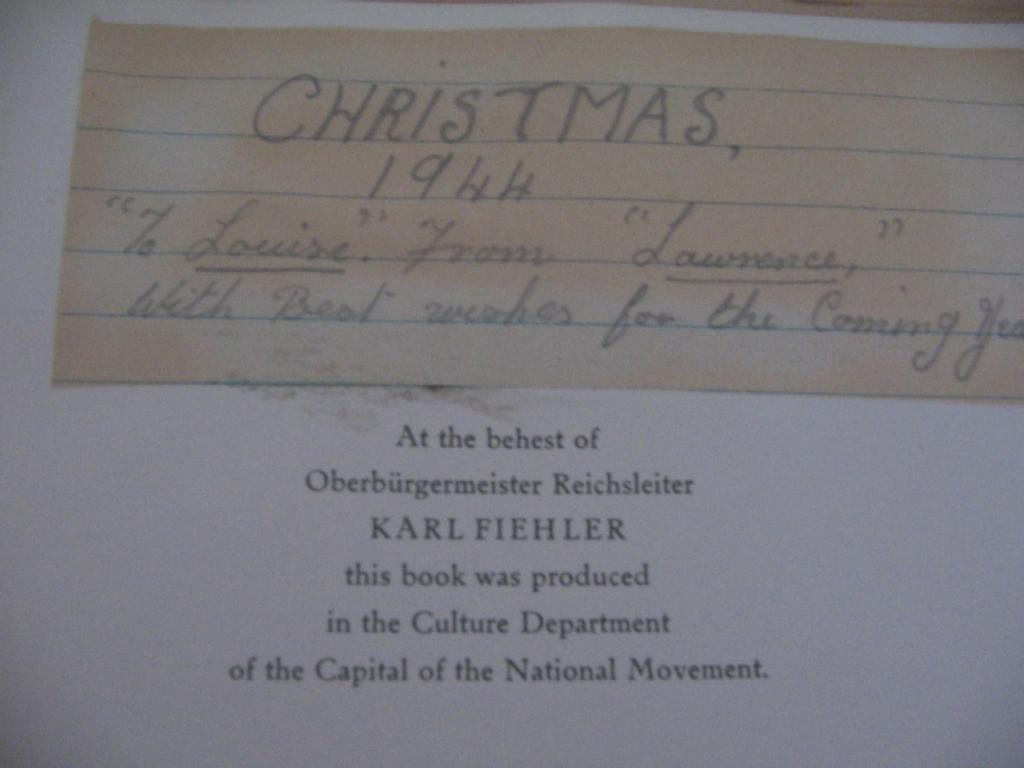 CHRISTMAS,
1944
"To Louise." From "Lawrence,"
With Best wishes for the Coming Yea
At the behest of
Oberbürgermeister Reichsleiter
KARL FIEHLER
this book was produced
in the Culture Department
of the Capital of the National Movement.